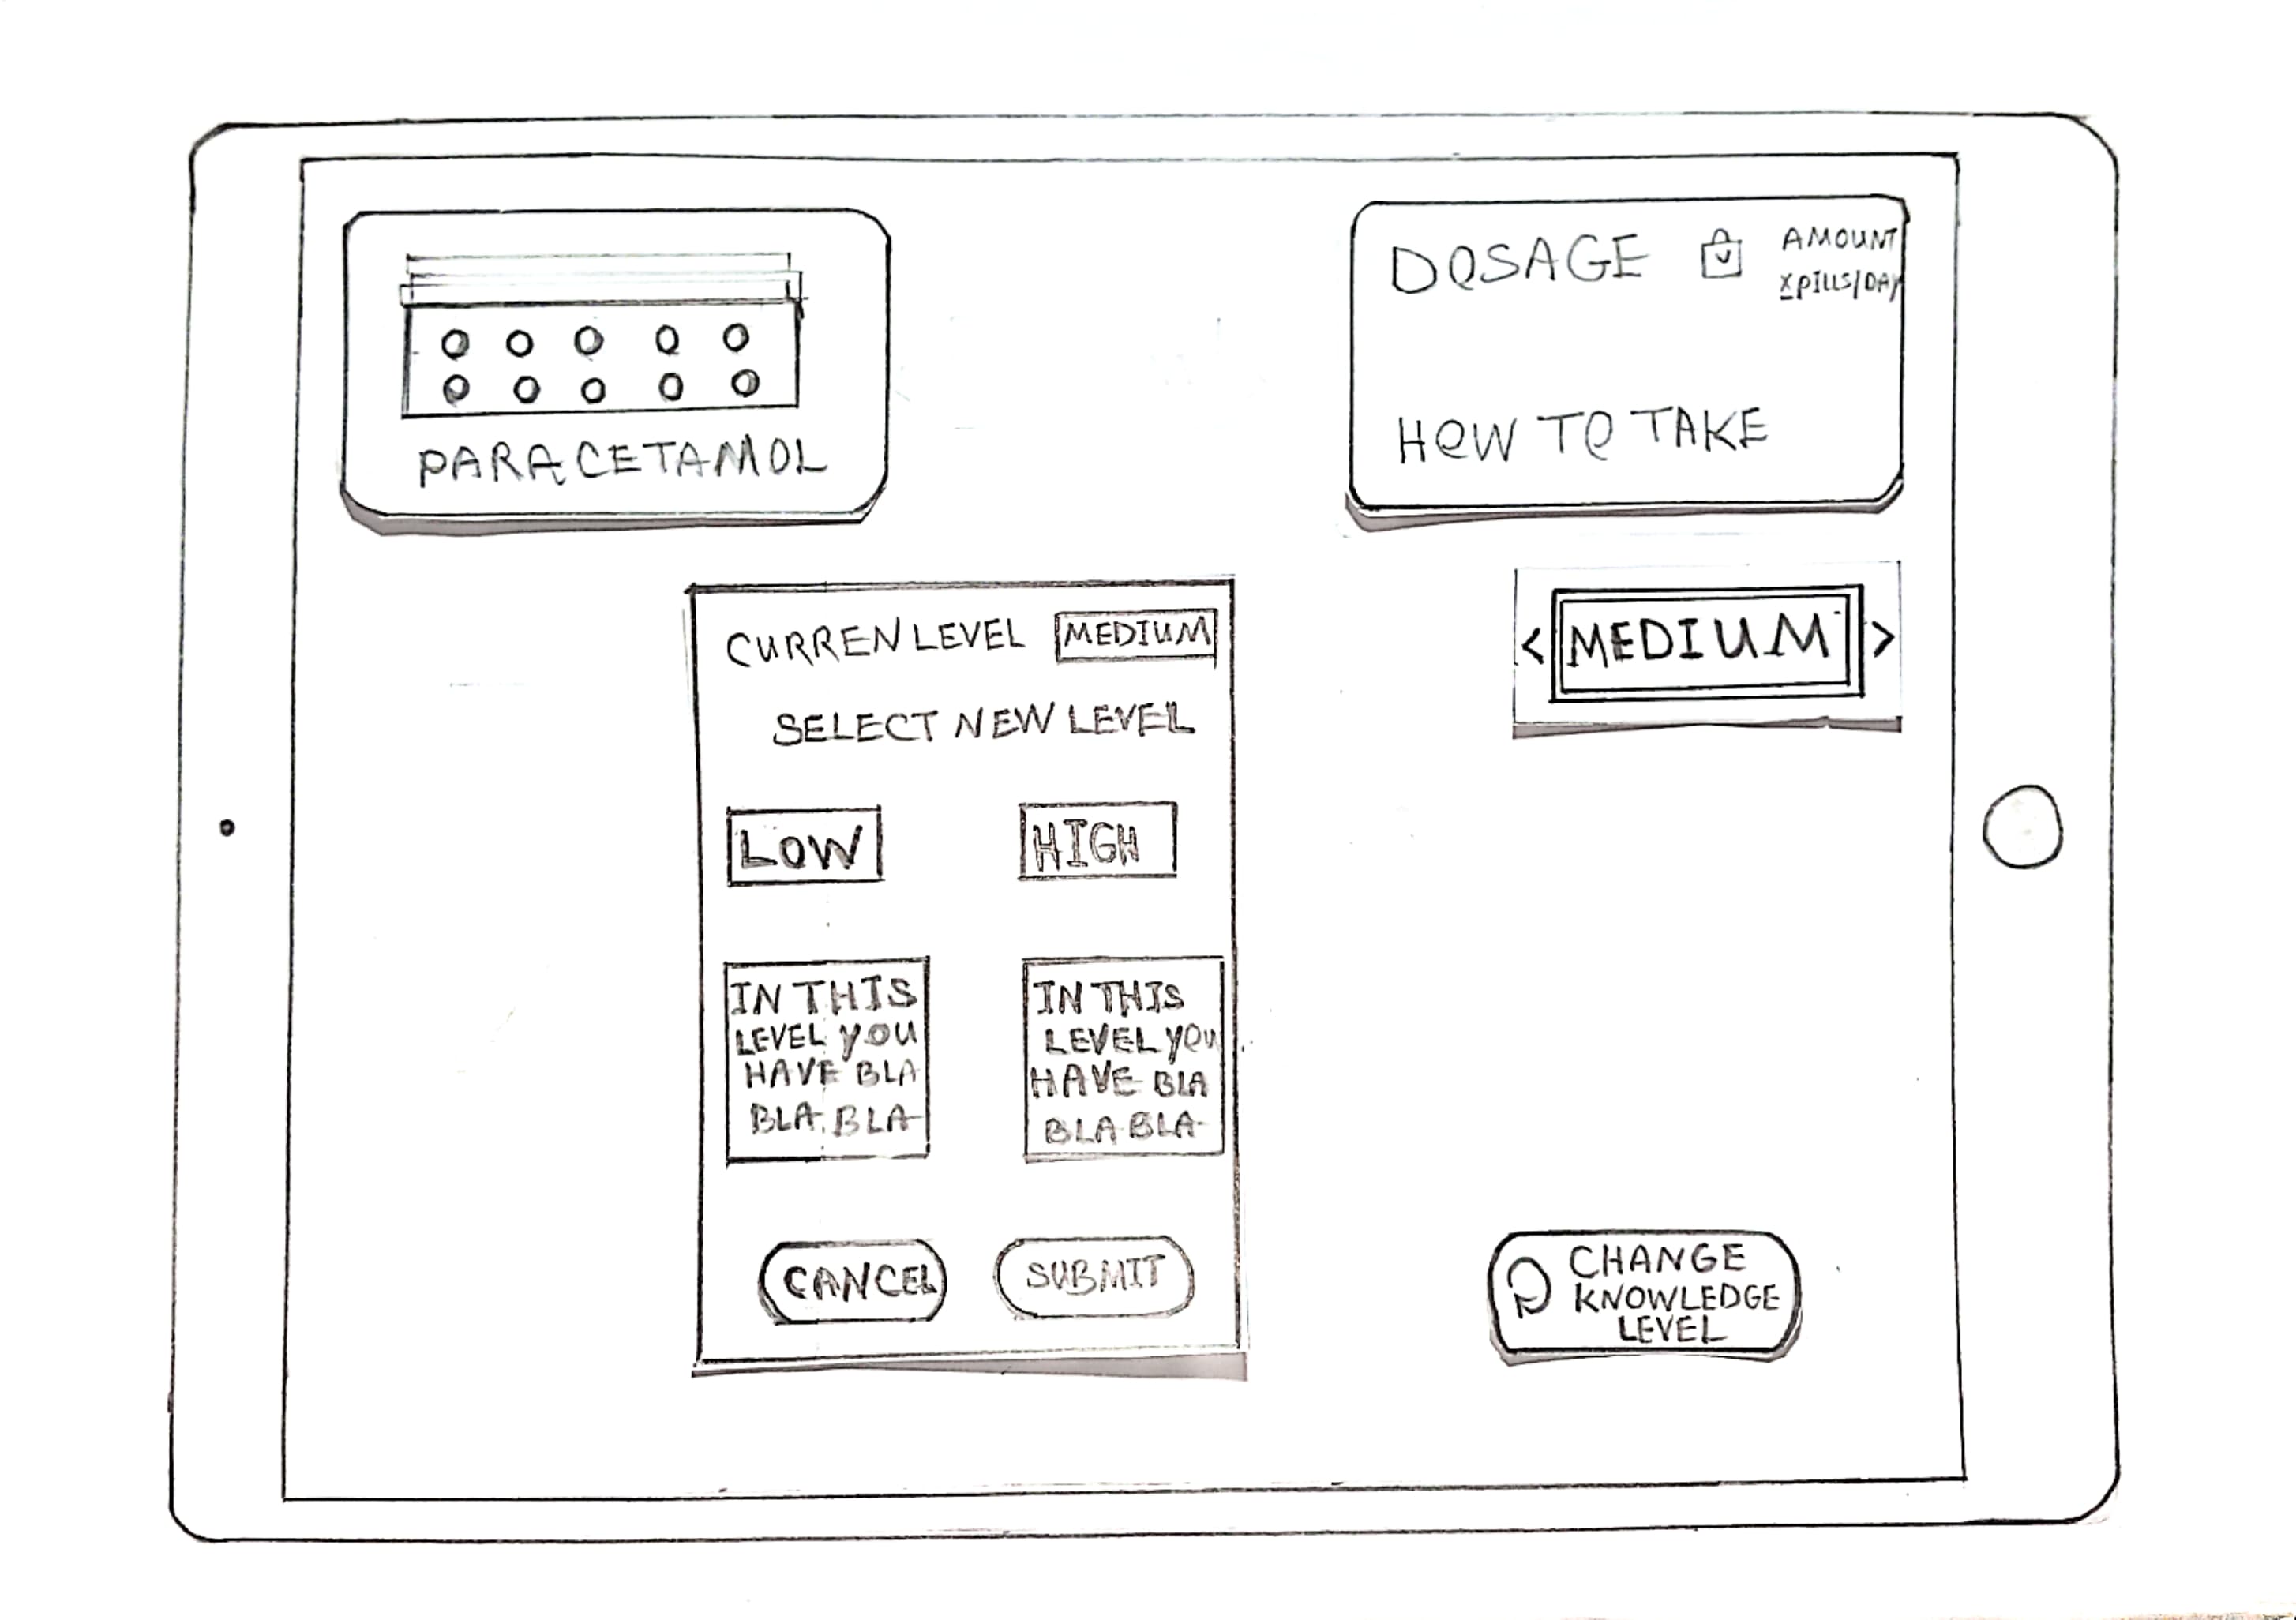 PARACETAMOL
DOSAGE
AMOUNT
X PILLS/DAY
HOW TO TAKE
CURREN LEVEL MEDIUM
SELECT NEW LEVEL
LOW
HIGH
IN THIS
LEVEL YOU
HAVE BLA
BLA BLA
IN THIS
LEVEL YOU
HAVE BLA
BLA BLA
CANCEL
SUBMIT
< MEDIUM >
CHANGE
KNOWLEDGE
LEVEL